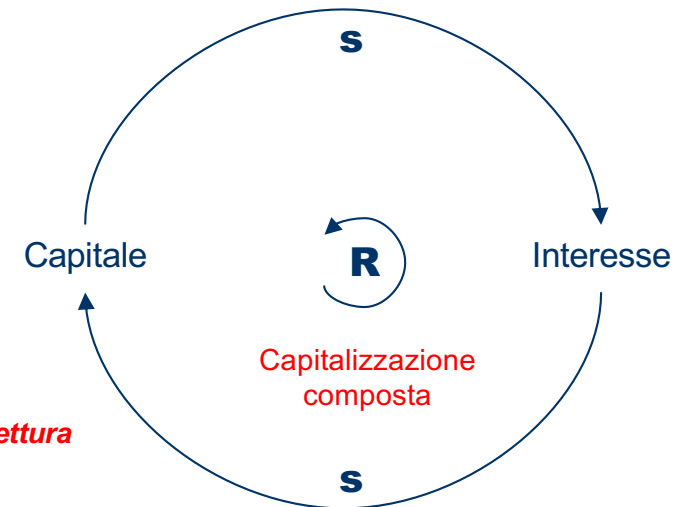 s
Capitale
R
Interesse
Capitalizzazione
composta
ettura
s